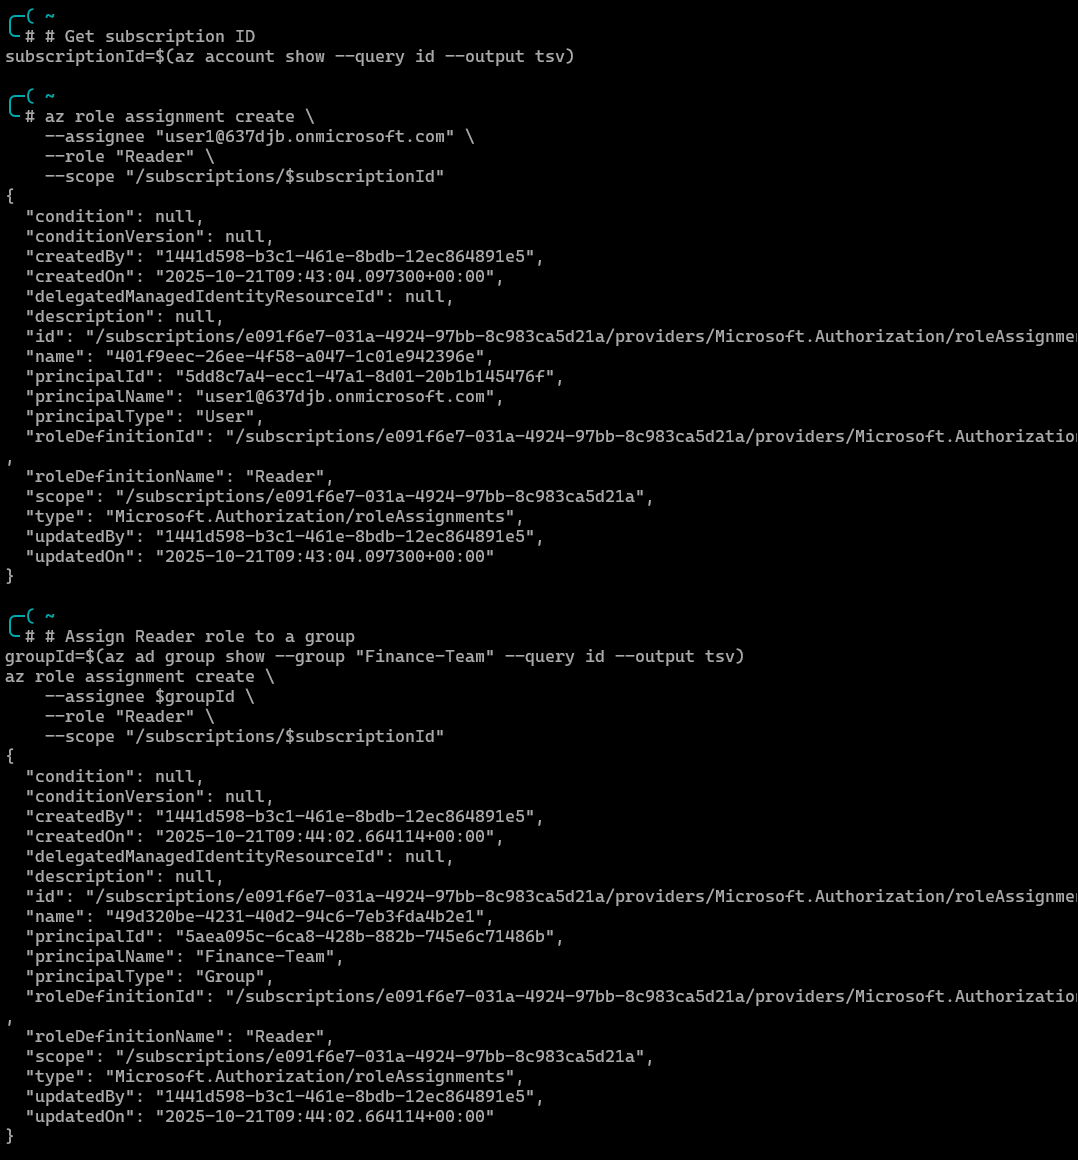 ( ~
# # Get subscription ID
subscriptionId=$(az account show --query id --output tsv)
( ~
# az role assignment create \
--assignee "user1@637djb.onmicrosoft.com" \
--role "Reader" \
--scope "/subscriptions/$subscriptionId"
{
"condition": null,
"conditionVersion": null,
"createdBy": "1441d598-b3c1-461e-8bdb-12ec864891e5",
"createdOn": "2025-10-21T09:43:04.097300+00:00",
"delegatedManagedIdentityResourceId": null,
"description": null,
"id": "/subscriptions/e091f6e7-031a-4924-97bb-8c983ca5d21a/providers/Microsoft.Authorization/roleAssignme
"name": "401f9eec-26ee-4f58-a047-1c01e942396e",
"principalId": "5dd8c7a4-ecc1-47a1-8d01-20b1b145476f",
"principalName": "user1@637djb.onmicrosoft.com",
"principalType": "User",
"roleDefinitionId": "/subscriptions/e091f6e7-031a-4924-97bb-8c983ca5d21a/providers/Microsoft.Authorizatio
,
"roleDefinitionName": "Reader",
"scope": "/subscriptions/e091f6e7-031a-4924-97bb-8c983ca5d21a",
"type": "Microsoft.Authorization/roleAssignments",
"updatedBy": "1441d598-b3c1-461e-8bdb-12ec864891e5",
"updatedOn": "2025-10-21T09:43:04.097300+00:00"
}
( ~
# # Assign Reader role to a group
groupId=$(az ad group show --group "Finance-Team" --query id --output tsv)
az role assignment create \
--assignee $groupId \
--role "Reader" \
--scope "/subscriptions/$subscriptionId"
{
"condition": null,
"conditionVersion": null,
"createdBy": "1441d598-b3c1-461e-8bdb-12ec864891e5",
"createdOn": "2025-10-21T09:44:02.664114+00:00",
"delegatedManagedIdentityResourceId": null,
"description": null,
"id": "/subscriptions/e091f6e7-031a-4924-97bb-8c983ca5d21a/providers/Microsoft.Authorization/roleAssignme
"name": "49d320be-4231-40d2-94c6-7eb3fda4b2e1",
"principalId": "5aea095c-6ca8-428b-882b-745e6c71486b",
"principalName": "Finance-Team",
"principalType": "Group",
"roleDefinitionId": "/subscriptions/e091f6e7-031a-4924-97bb-8c983ca5d21a/providers/Microsoft.Authorizatio
,
"roleDefinitionName": "Reader",
"scope": "/subscriptions/e091f6e7-031a-4924-97bb-8c983ca5d21a",
"type": "Microsoft.Authorization/roleAssignments",
"updatedBy": "1441d598-b3c1-461e-8bdb-12ec864891e5",
"updatedOn": "2025-10-21T09:44:02.664114+00:00"
}